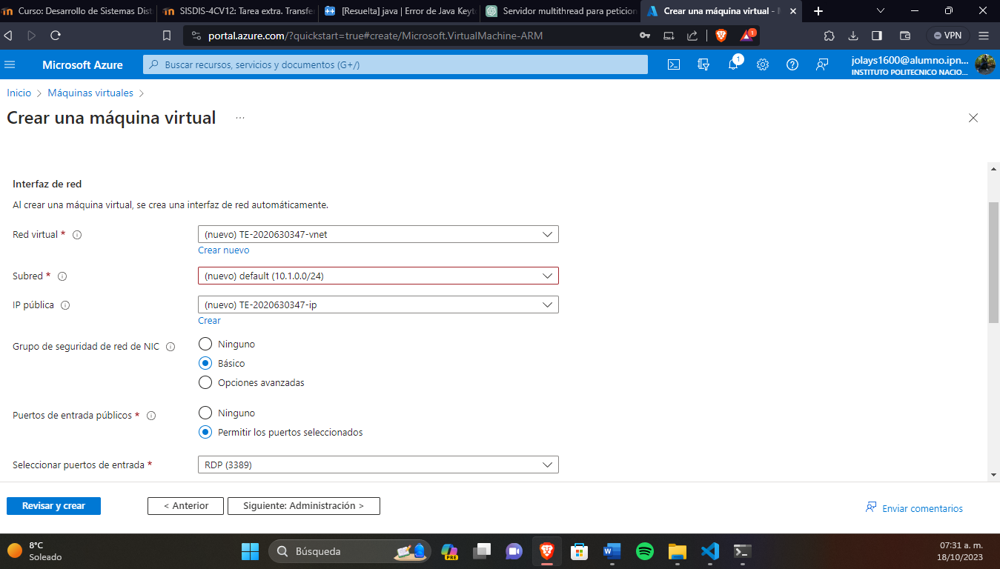 Curso: Desarrollo de Sistemas Dist
SISDIS-4CV12: Tarea extra. Transfe
[Resuelta] java | Error de Java Keyt
Servidor multithread para peticion
Crear una máquina virtual -
portal.azure.com/?quickstart=true#create/Microsoft.VirtualMachine-ARM
1
VPN
Microsoft Azure
Buscar recursos, servicios y documentos (G+/)
1
jolays1600@alumno.ipn...
INSTITUTO POLITECNICO NACIO...
Inicio > Máquinas virtuales >
Crear una máquina virtual ...
Interfaz de red
Al crear una máquina virtual, se crea una interfaz de red automáticamente.
Red virtual *
(nuevo) TE-2020630347-vnet
Crear nuevo
Subred *
(nuevo) default (10.1.0.0/24)
IP pública
(nuevo) TE-2020630347-ip
Crear
Grupo de seguridad de red de NIC
Ninguno
Básico
Opciones avanzadas
Puertos de entrada públicos *
Ninguno
Permitir los puertos seleccionados
Seleccionar puertos de entrada *
RDP (3389)
Revisar y crear
< Anterior
Siguiente: Administración >
Enviar comentarios
8°C
Soleado
Búsqueda
PRE
07:31 a. m.
18/10/2023